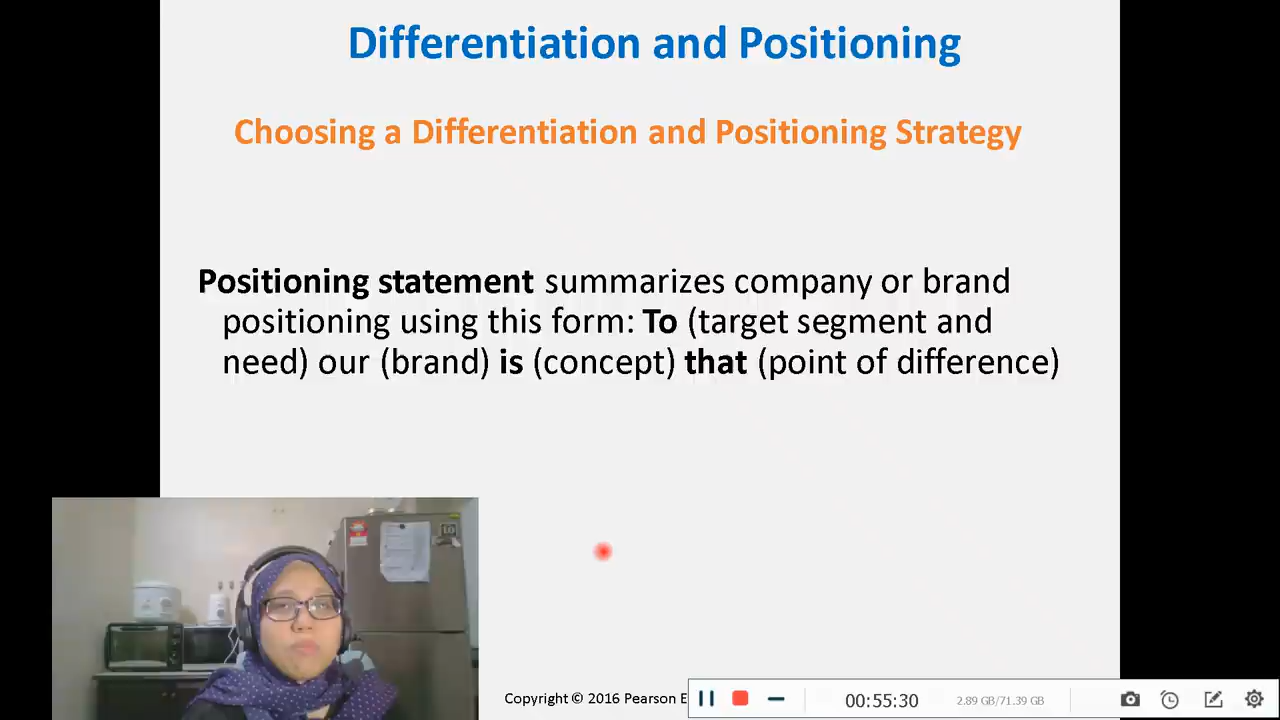 Differentiation and Positioning
Choosing a Differentiation and Positioning Strategy
Positioning statement summarizes company or brand
positioning using this form: To (target segment and
need) our (brand) is (concept) that (point of difference)
Copyright © 2016 Pearson E
00:55:30
2.89 GB/71.39 GB